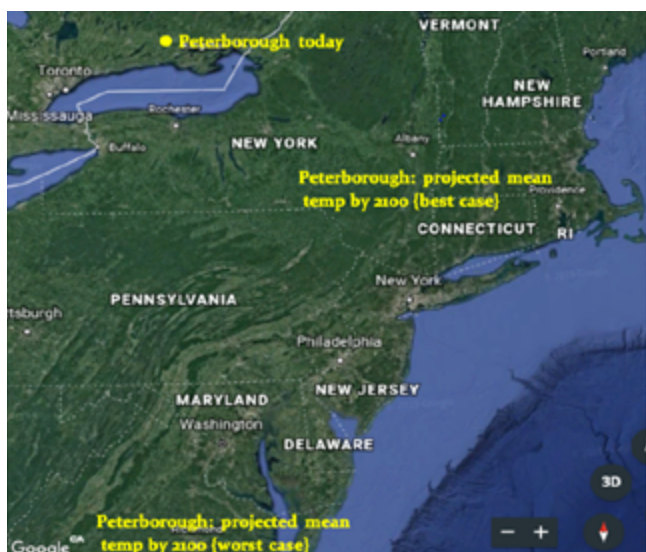 VERMONT
Peterborough today
Portland
Toronto
NEW
HAMPSHIRE
Mississauga
Rochester
Buffalo
NEW YORK
Albany
Peterborough: projected mean
temp by 2100 {best case}
Providence
CONNECTICUT
RI
New York
PENNSYLVANIA
ttsburgh
Philadelphia
NEW JERSEY
MARYLAND
Washington
DELAWARE
3D
Peterborough: projected mean
temp by 2100 {worst case}
Google
CA